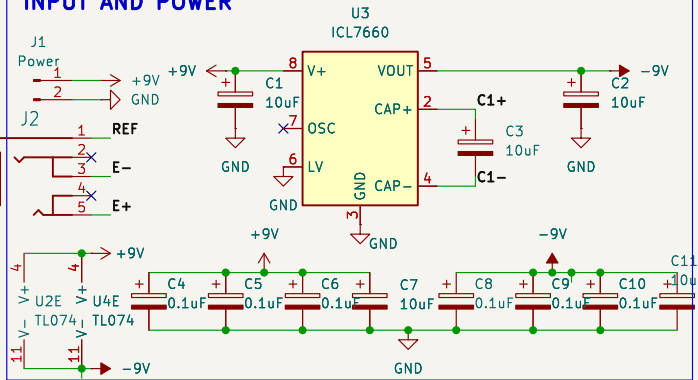 INPUT AND POWER
U3
ICL7660
J1
Power
1
+9V
2
GND
J2
1
REF
2
3
E-
4
5
E+
+9V
8
V+
VOUT
5
-9V
C1
10uF
GND
7
OSC
CAP+
2
C1+
C3
10uF
C2
10uF
GND
6
LV
GND
GND
CAP-
4
C1-
3
GND
+9V
4
4
V+
V+
U2E
TL074
U4E
TL074
V-
V-
11
11
-9V
+9V
-9V
C4
0.1uF
C5
0.1uF
C6
0.1uF
C7
10uF
C8
0.1uF
C9
0.1uF
C10
0.1uF
C11
10u
GND